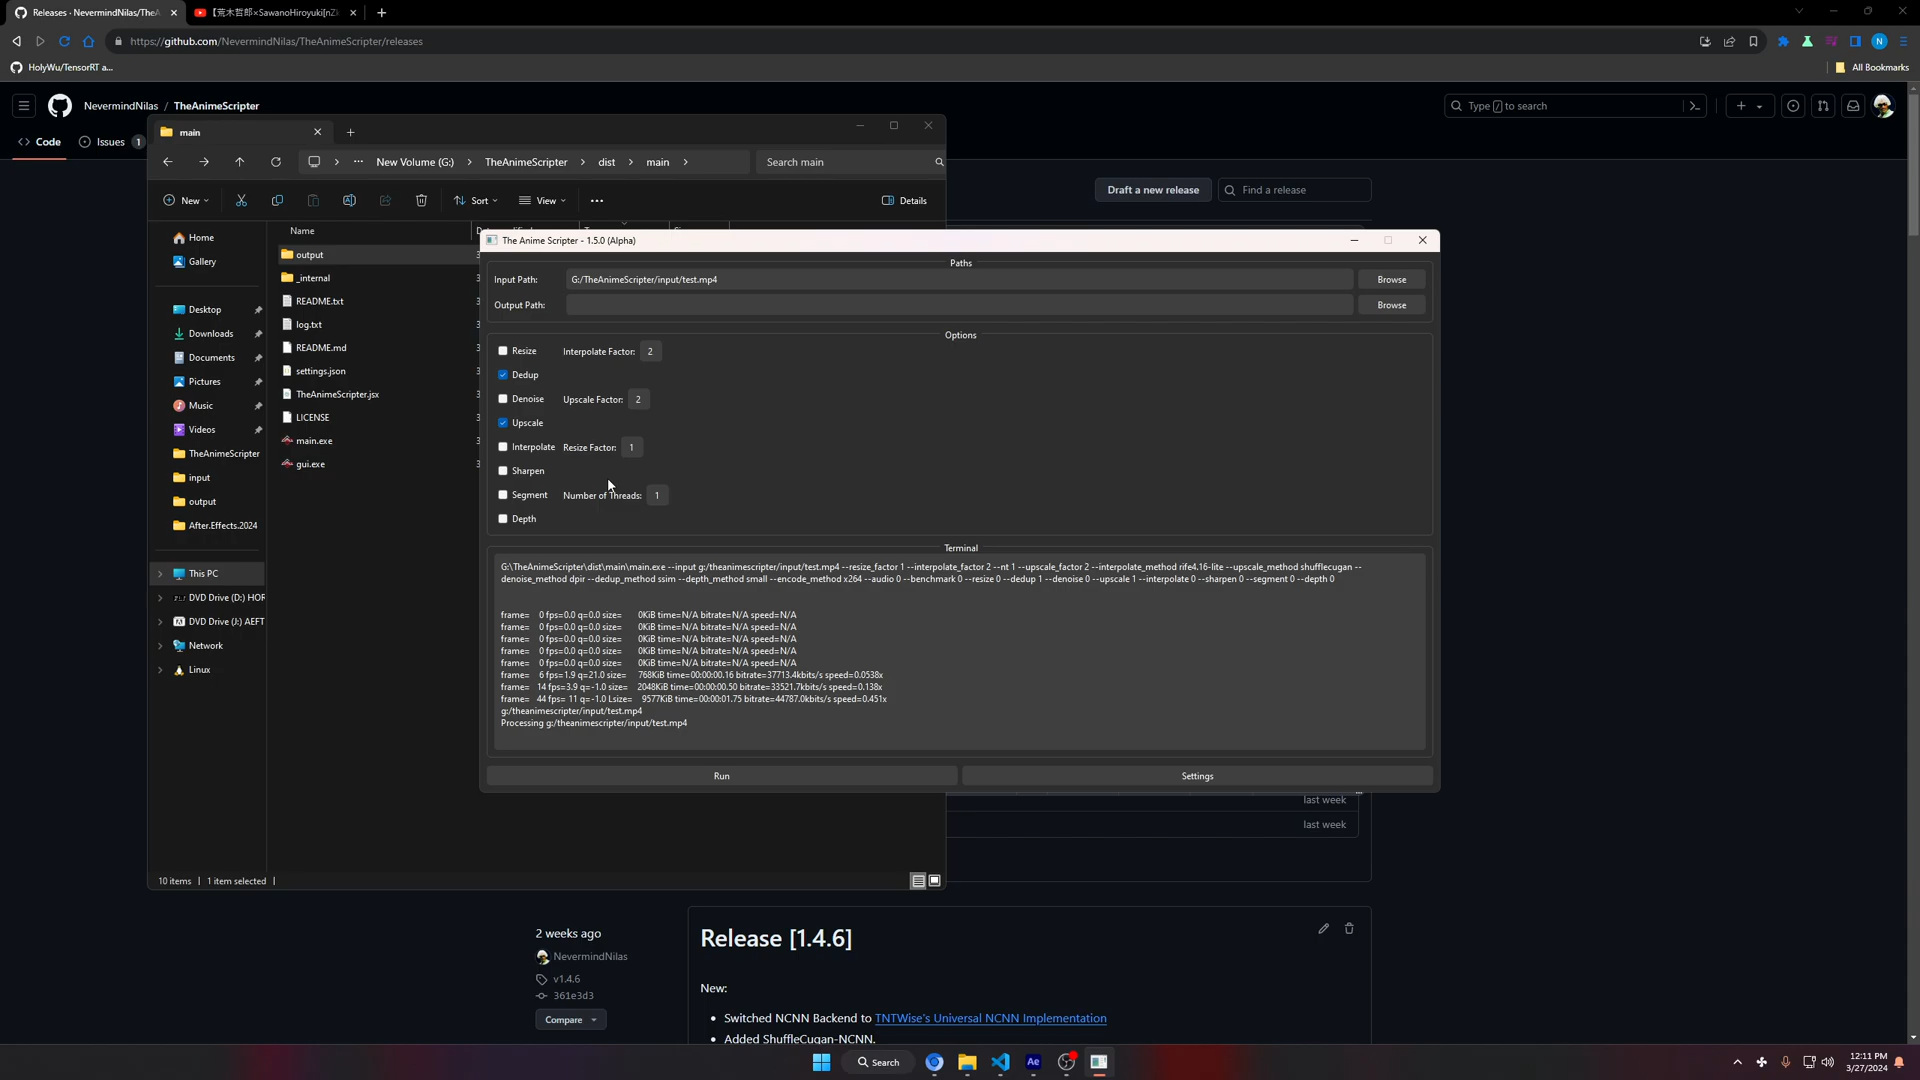 Releases · NevermindNilas/TheA
【荒木哲郎×SawanoHiroyuki[nZ
https://github.com/NevermindNilas/TheAnimeScripter/releases
HolyWu/TensorRT a...
All Bookmarks
NevermindNilas / TheAnimeScripter
Type / to search
Code
Issues 1
main
New Volume (G:) > TheAnimeScripter > dist > main >
Search main
Draft a new release
Find a release
New
Sort
View
Details
Name
Home
Gallery
Desktop
Downloads
Documents
Pictures
Music
Videos
TheAnimeScripter
input
output
After.Effects.2024
This PC
DVD Drive (D:) HOR
DVD Drive (J:) AEFT
Network
Linux
output
_internal
README.txt
log.txt
README.md
settings.json
TheAnimeScripter.jsx
LICENSE
main.exe
gui.exe
10 items
1 item selected
The Anime Scripter - 1.5.0 (Alpha)
Paths
Input Path: G:/TheAnimeScripter/input/test.mp4 Browse
Output Path: Browse
Options
Resize Interpolate Factor: 2
Dedup
Denoise Upscale Factor: 2
Upscale
Interpolate Resize Factor: 1
Sharpen
Segment Number of Threads: 1
Depth
Terminal
G:\TheAnimeScripter\dist\main\main.exe --input g:/theanimescripter/input/test.mp4 --resize_factor 1 --interpolate_factor 2 --nt 1 --upscale_factor 2 --interpolate_method rife4.16-lite --upscale_method shufflecugan --
denoise_method dpir --dedup_method ssim --depth_method small --encode_method x264 --audio 0 --benchmark 0 --resize 0 --dedup 1 --denoise 0 --upscale 1 --interpolate 0 --sharpen 0 --segment 0 --depth 0
frame= 0 fps=0.0 q=0.0 size= 0KiB time=N/A bitrate=N/A speed=N/A
frame= 0 fps=0.0 q=0.0 size= 0KiB time=N/A bitrate=N/A speed=N/A
frame= 0 fps=0.0 q=0.0 size= 0KiB time=N/A bitrate=N/A speed=N/A
frame= 0 fps=0.0 q=0.0 size= 0KiB time=N/A bitrate=N/A speed=N/A
frame= 0 fps=0.0 q=0.0 size= 0KiB time=N/A bitrate=N/A speed=N/A
frame= 6 fps=1.9 q=21.0 size= 768KiB time=00:00:00.16 bitrate=37713.4kbits/s speed=0.0538x
frame= 14 fps=3.9 q=-1.0 size= 2048KiB time=00:00:00.50 bitrate=33521.7kbits/s speed=0.138x
frame= 44 fps= 11 q=-1.0 Lsize= 9577KiB time=00:00:01.75 bitrate=44787.0kbits/s speed=0.451x
g:/theanimescripter/input/test.mp4
Processing g:/theanimescripter/input/test.mp4
Run
Settings
last week
last week
2 weeks ago
NevermindNilas
v1.4.6
361e3d3
Compare
Release [1.4.6]
New:
• Switched NCNN Backend to TNTWise's Universal NCNN Implementation
• Added ShuffleCugan-NCNN.
Search
Ae
12:11 PM
3/27/2024